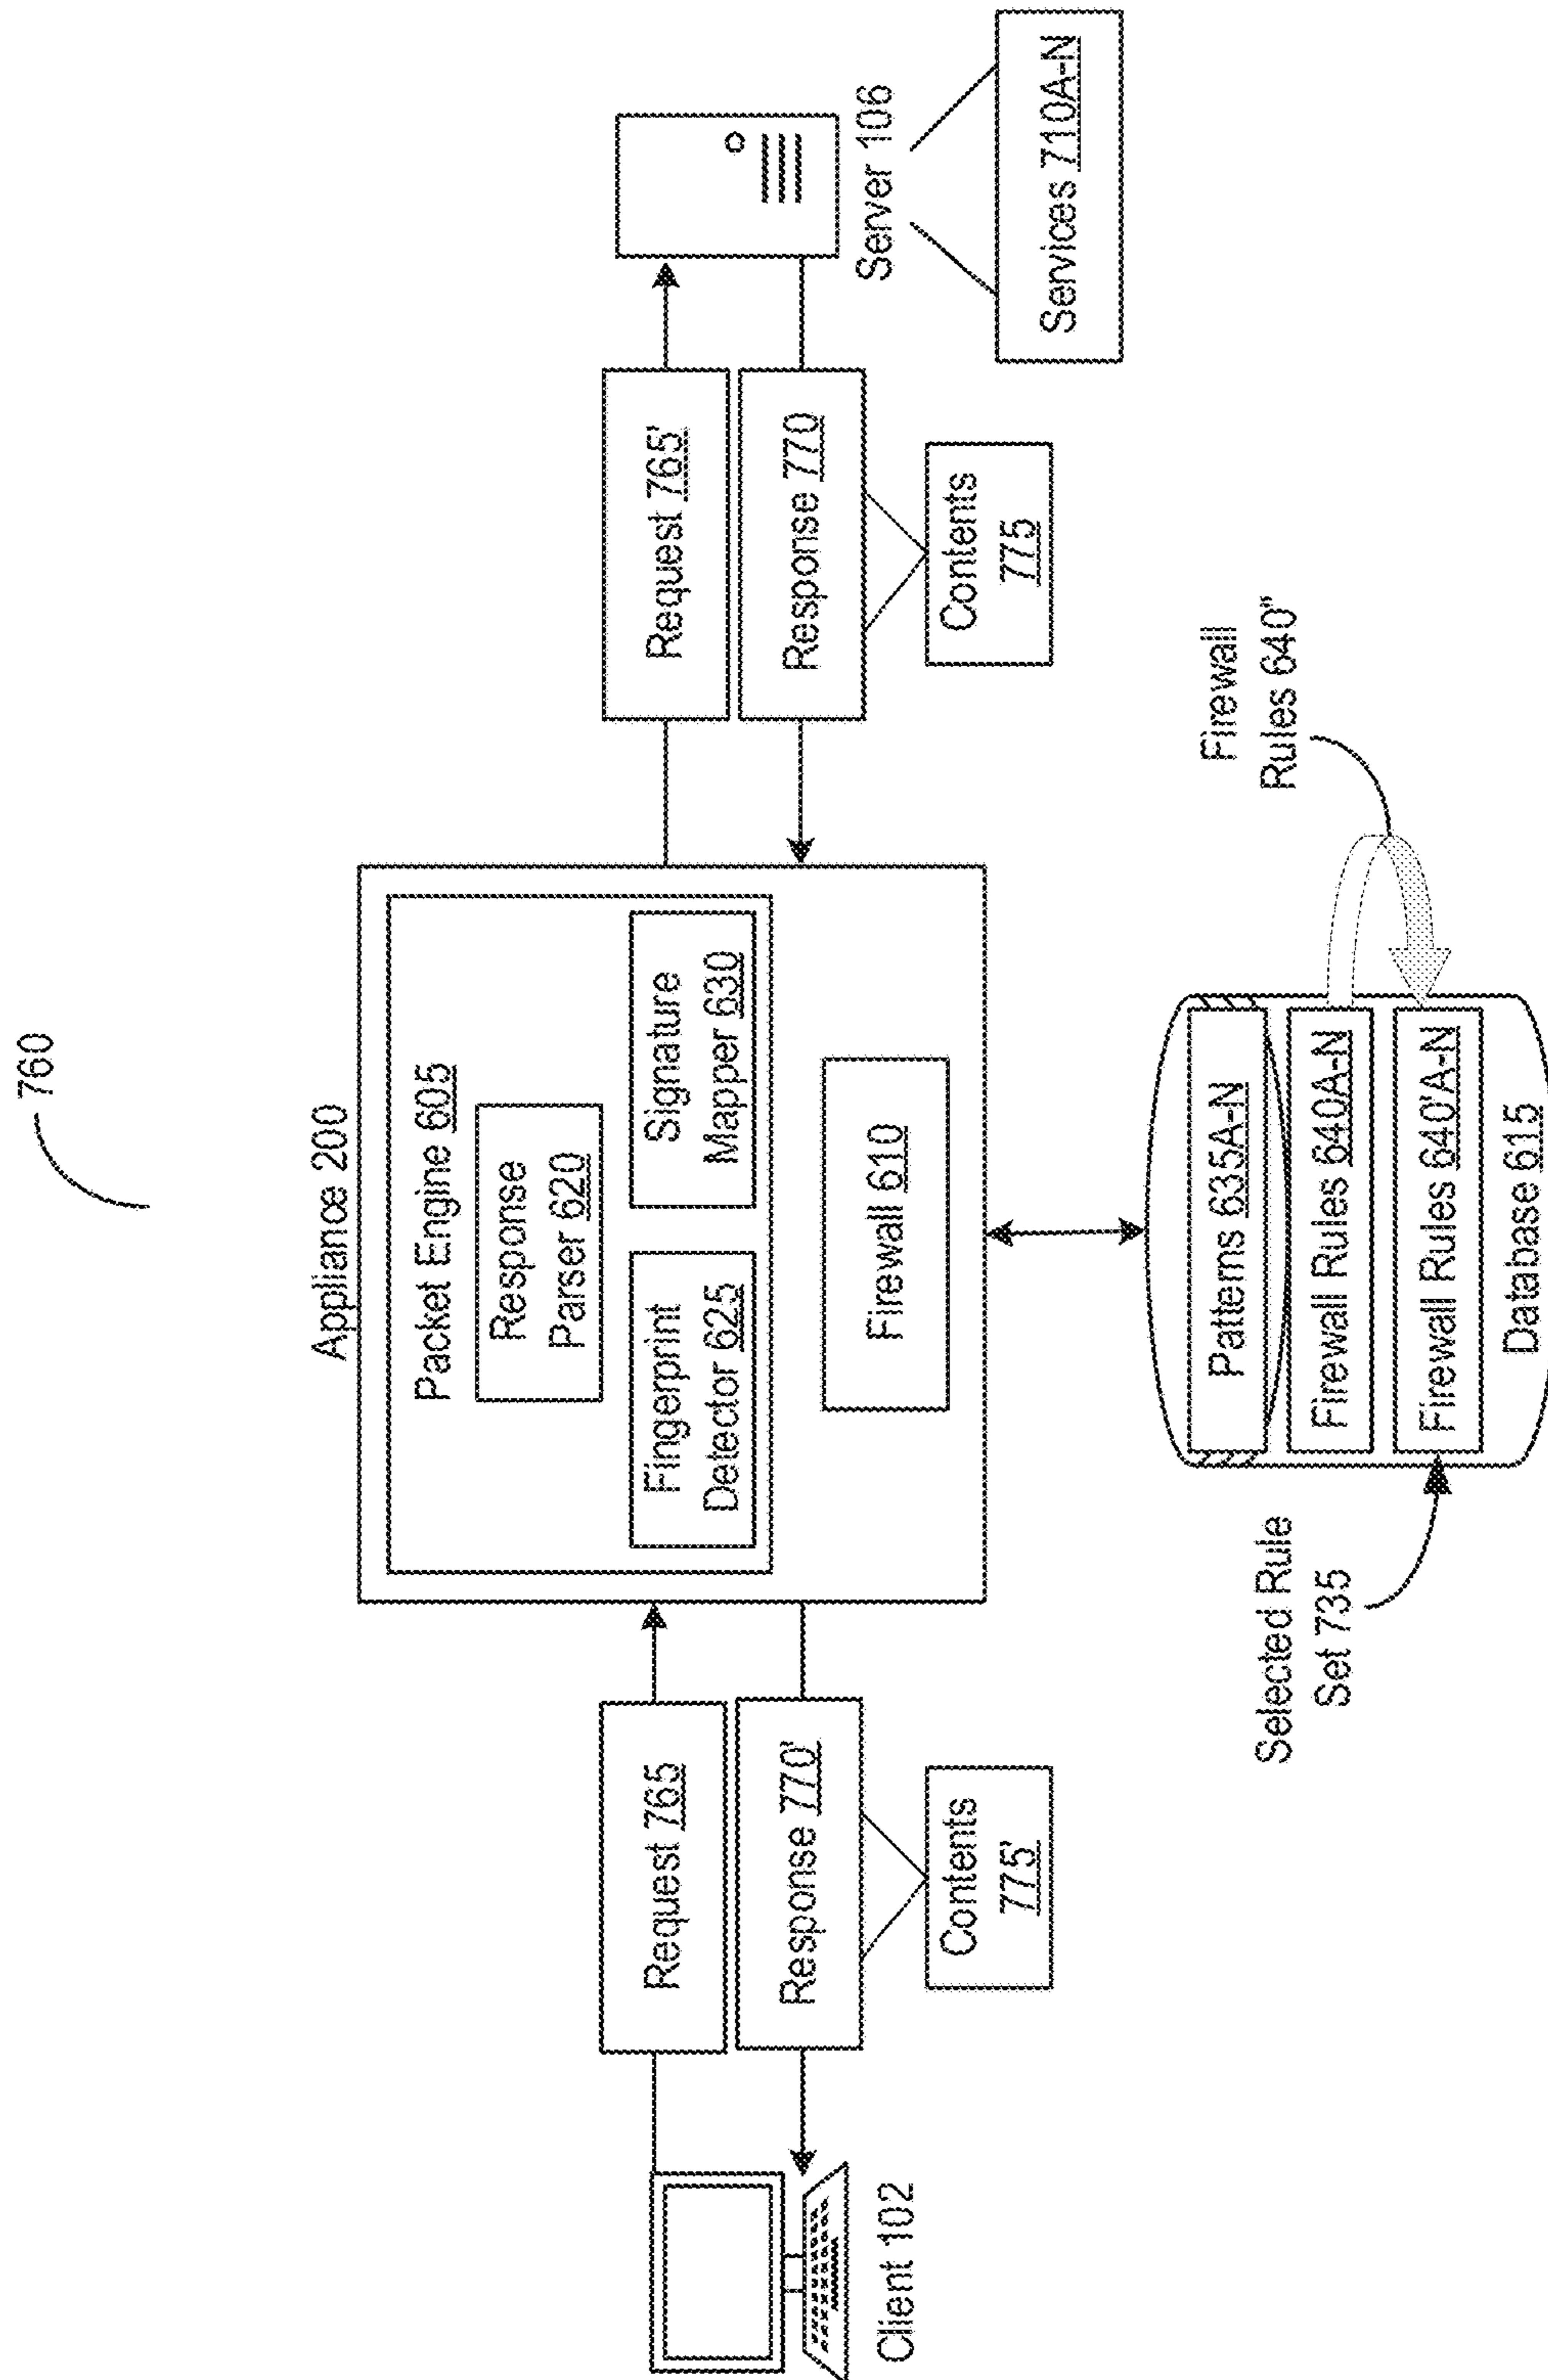 760
Appliance 200
Packet Engine 605
Response
Parser 620
Fingerprint
Detector 625
Signature
Mapper 630
Firewall 610
Request 765
Response 770'
Contents
775'
Client 102
Request 765'
Response 770
Contents
775
Server 106
Services 710A-N
Patterns 635A-N
Firewall Rules 640A-N
Firewall Rules 640'A-N
Database 615
Selected Rule
Set 735
Firewall
Rules 640"